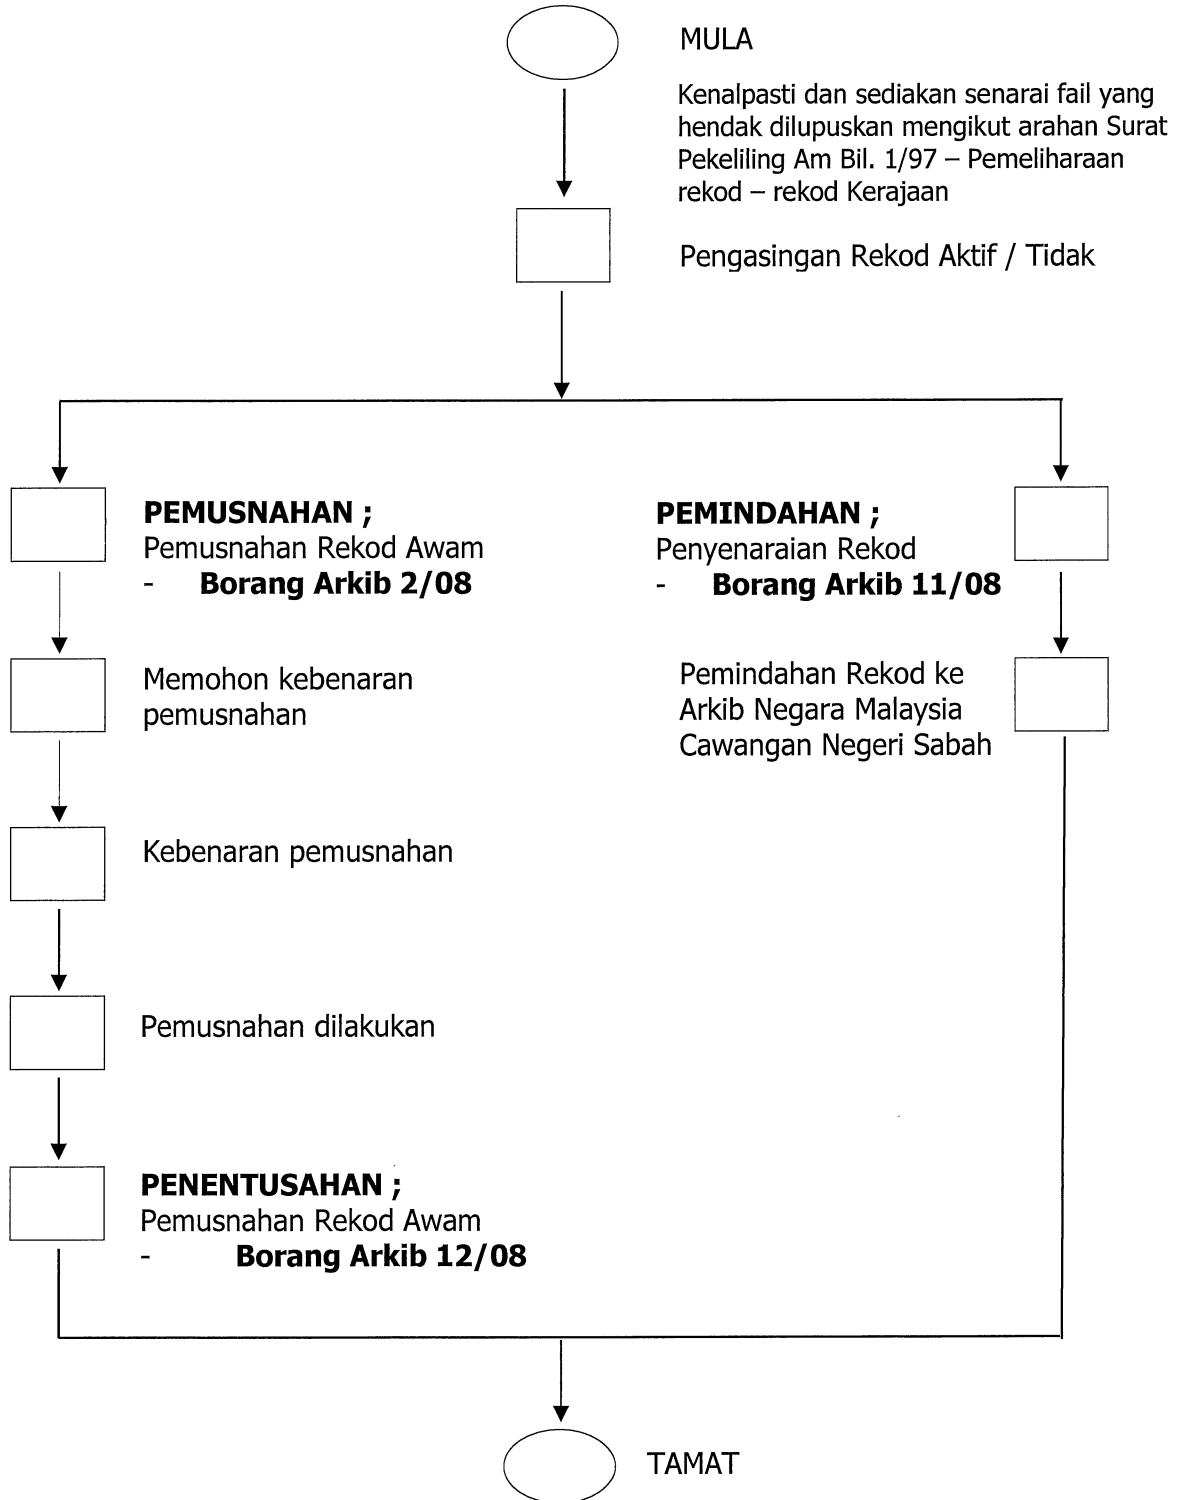 MULA
Kenalpasti dan sediakan senarai fail yang
hendak dilupuskan mengikut arahan Surat
Pekeliling Am Bil. 1/97 – Pemeliharaan
rekod – rekod Kerajaan
Pengasingan Rekod Aktif / Tidak
PEMUSNAHAN ;
Pemusnahan Rekod Awam
- Borang Arkib 2/08
Memohon kebenaran
pemusnahan
Kebenaran pemusnahan
Pemusnahan dilakukan
PENENTUSAHAN ;
Pemusnahan Rekod Awam
- Borang Arkib 12/08
PEMINDAHAN ;
Penyenaraian Rekod
- Borang Arkib 11/08
Pemindahan Rekod ke
Arkib Negara Malaysia
Cawangan Negeri Sabah
TAMAT